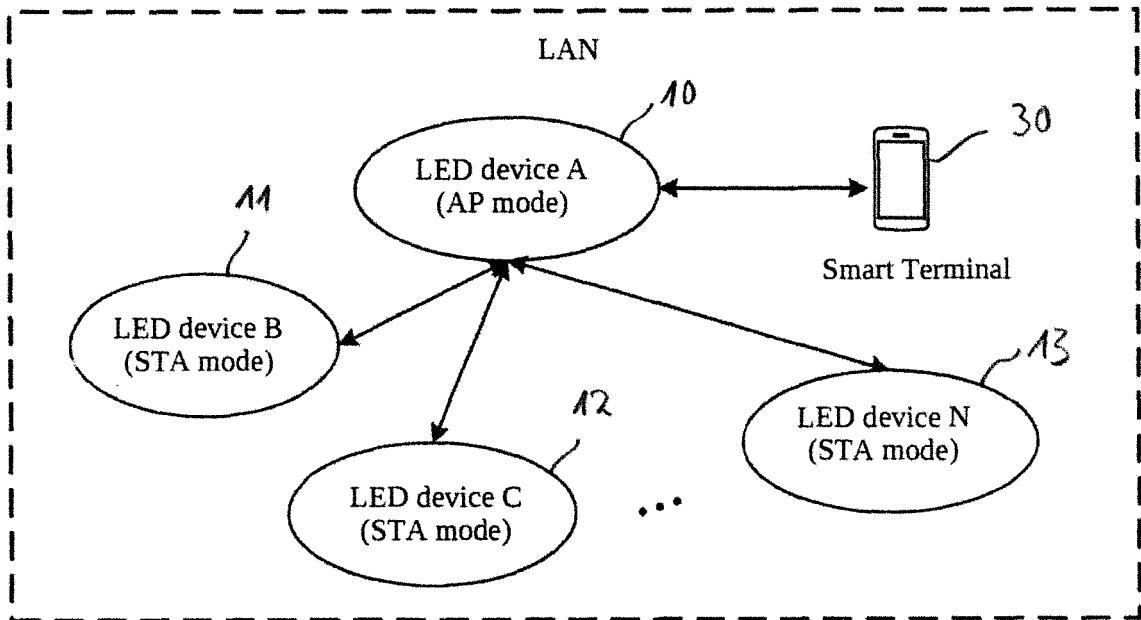 LAN
10
30
LED device A
(AP mode)
11
Smart Terminal
LED device B
(STA mode)
13
12
LED device N
(STA mode)
LED device C
(STA mode)